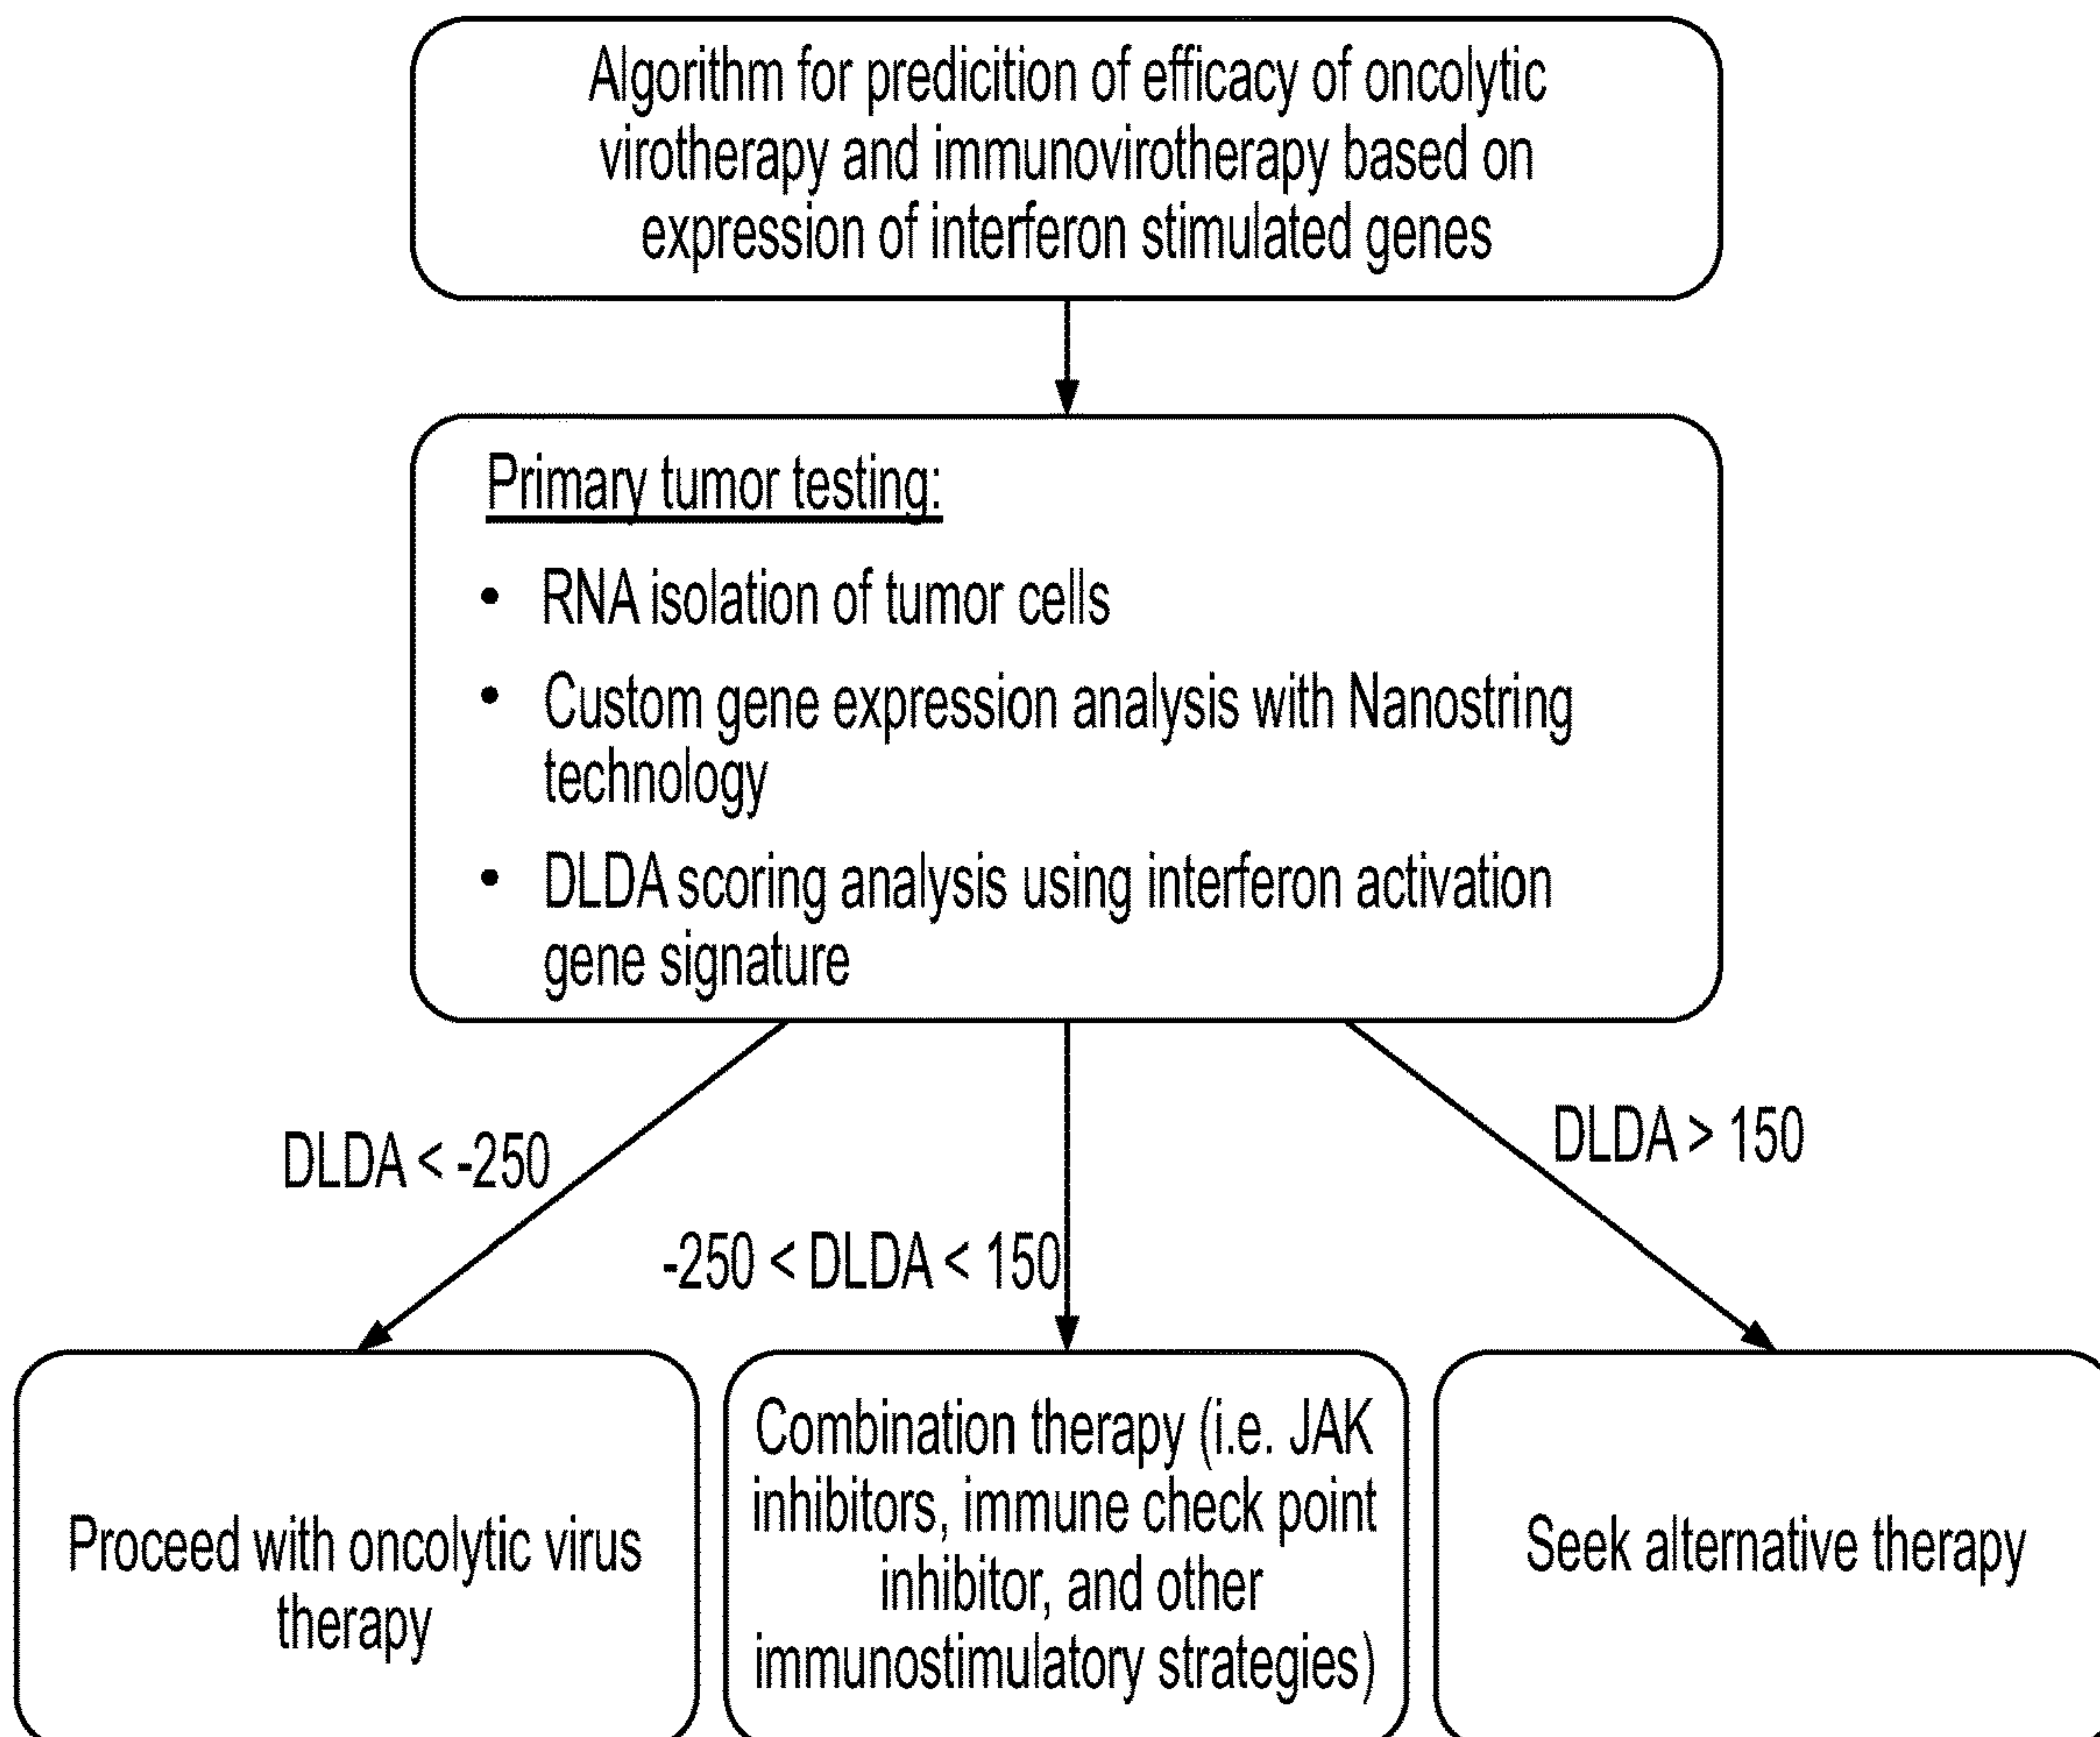 Algorithm for predicition of efficacy of oncolytic
virotherapy and immunovirotherapy based on
expression of interferon stimulated genes
Primary tumor testing:
• RNA isolation of tumor cells
• Custom gene expression analysis with Nanostring
technology
• DLDA scoring analysis using interferon activation
gene signature
DLDA < -250
-250 < DLDA < 150
DLDA > 150
Proceed with oncolytic virus
therapy
Combination therapy (i.e. JAK
inhibitors, immune check point
inhibitor, and other
immunostimulatory strategies)
Seek alternative therapy